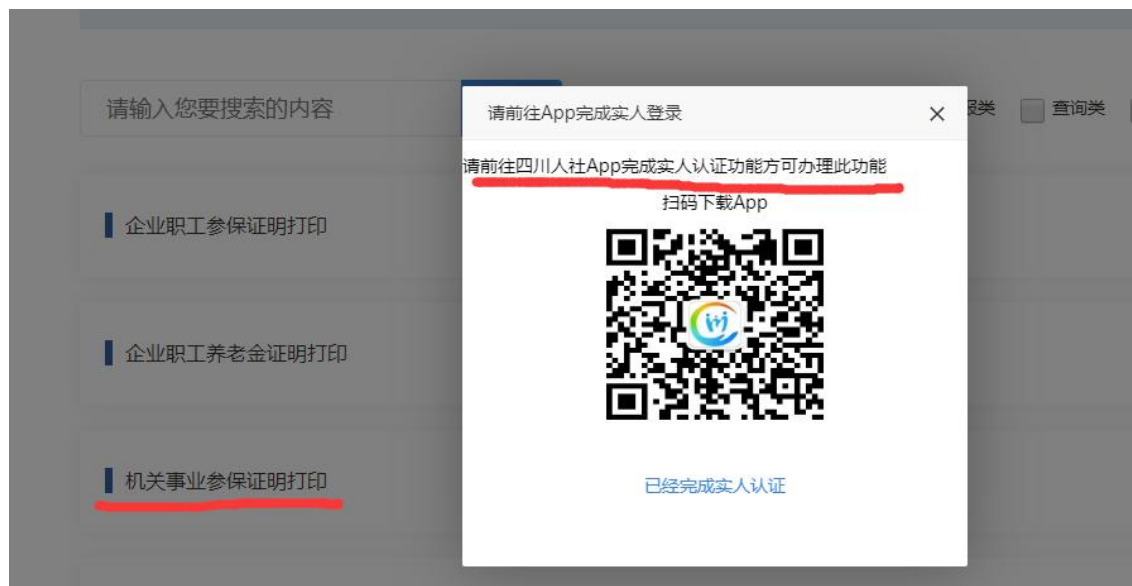 请输入您要搜索的内容
查询类
企业职工参保证明打印
企业职工养老金证明打印
机关事业参保证明打印
请前往App完成实人登录
请前往四川人社App完成实人认证功能方可办理此功能
扫码下载App
已经完成实人认证